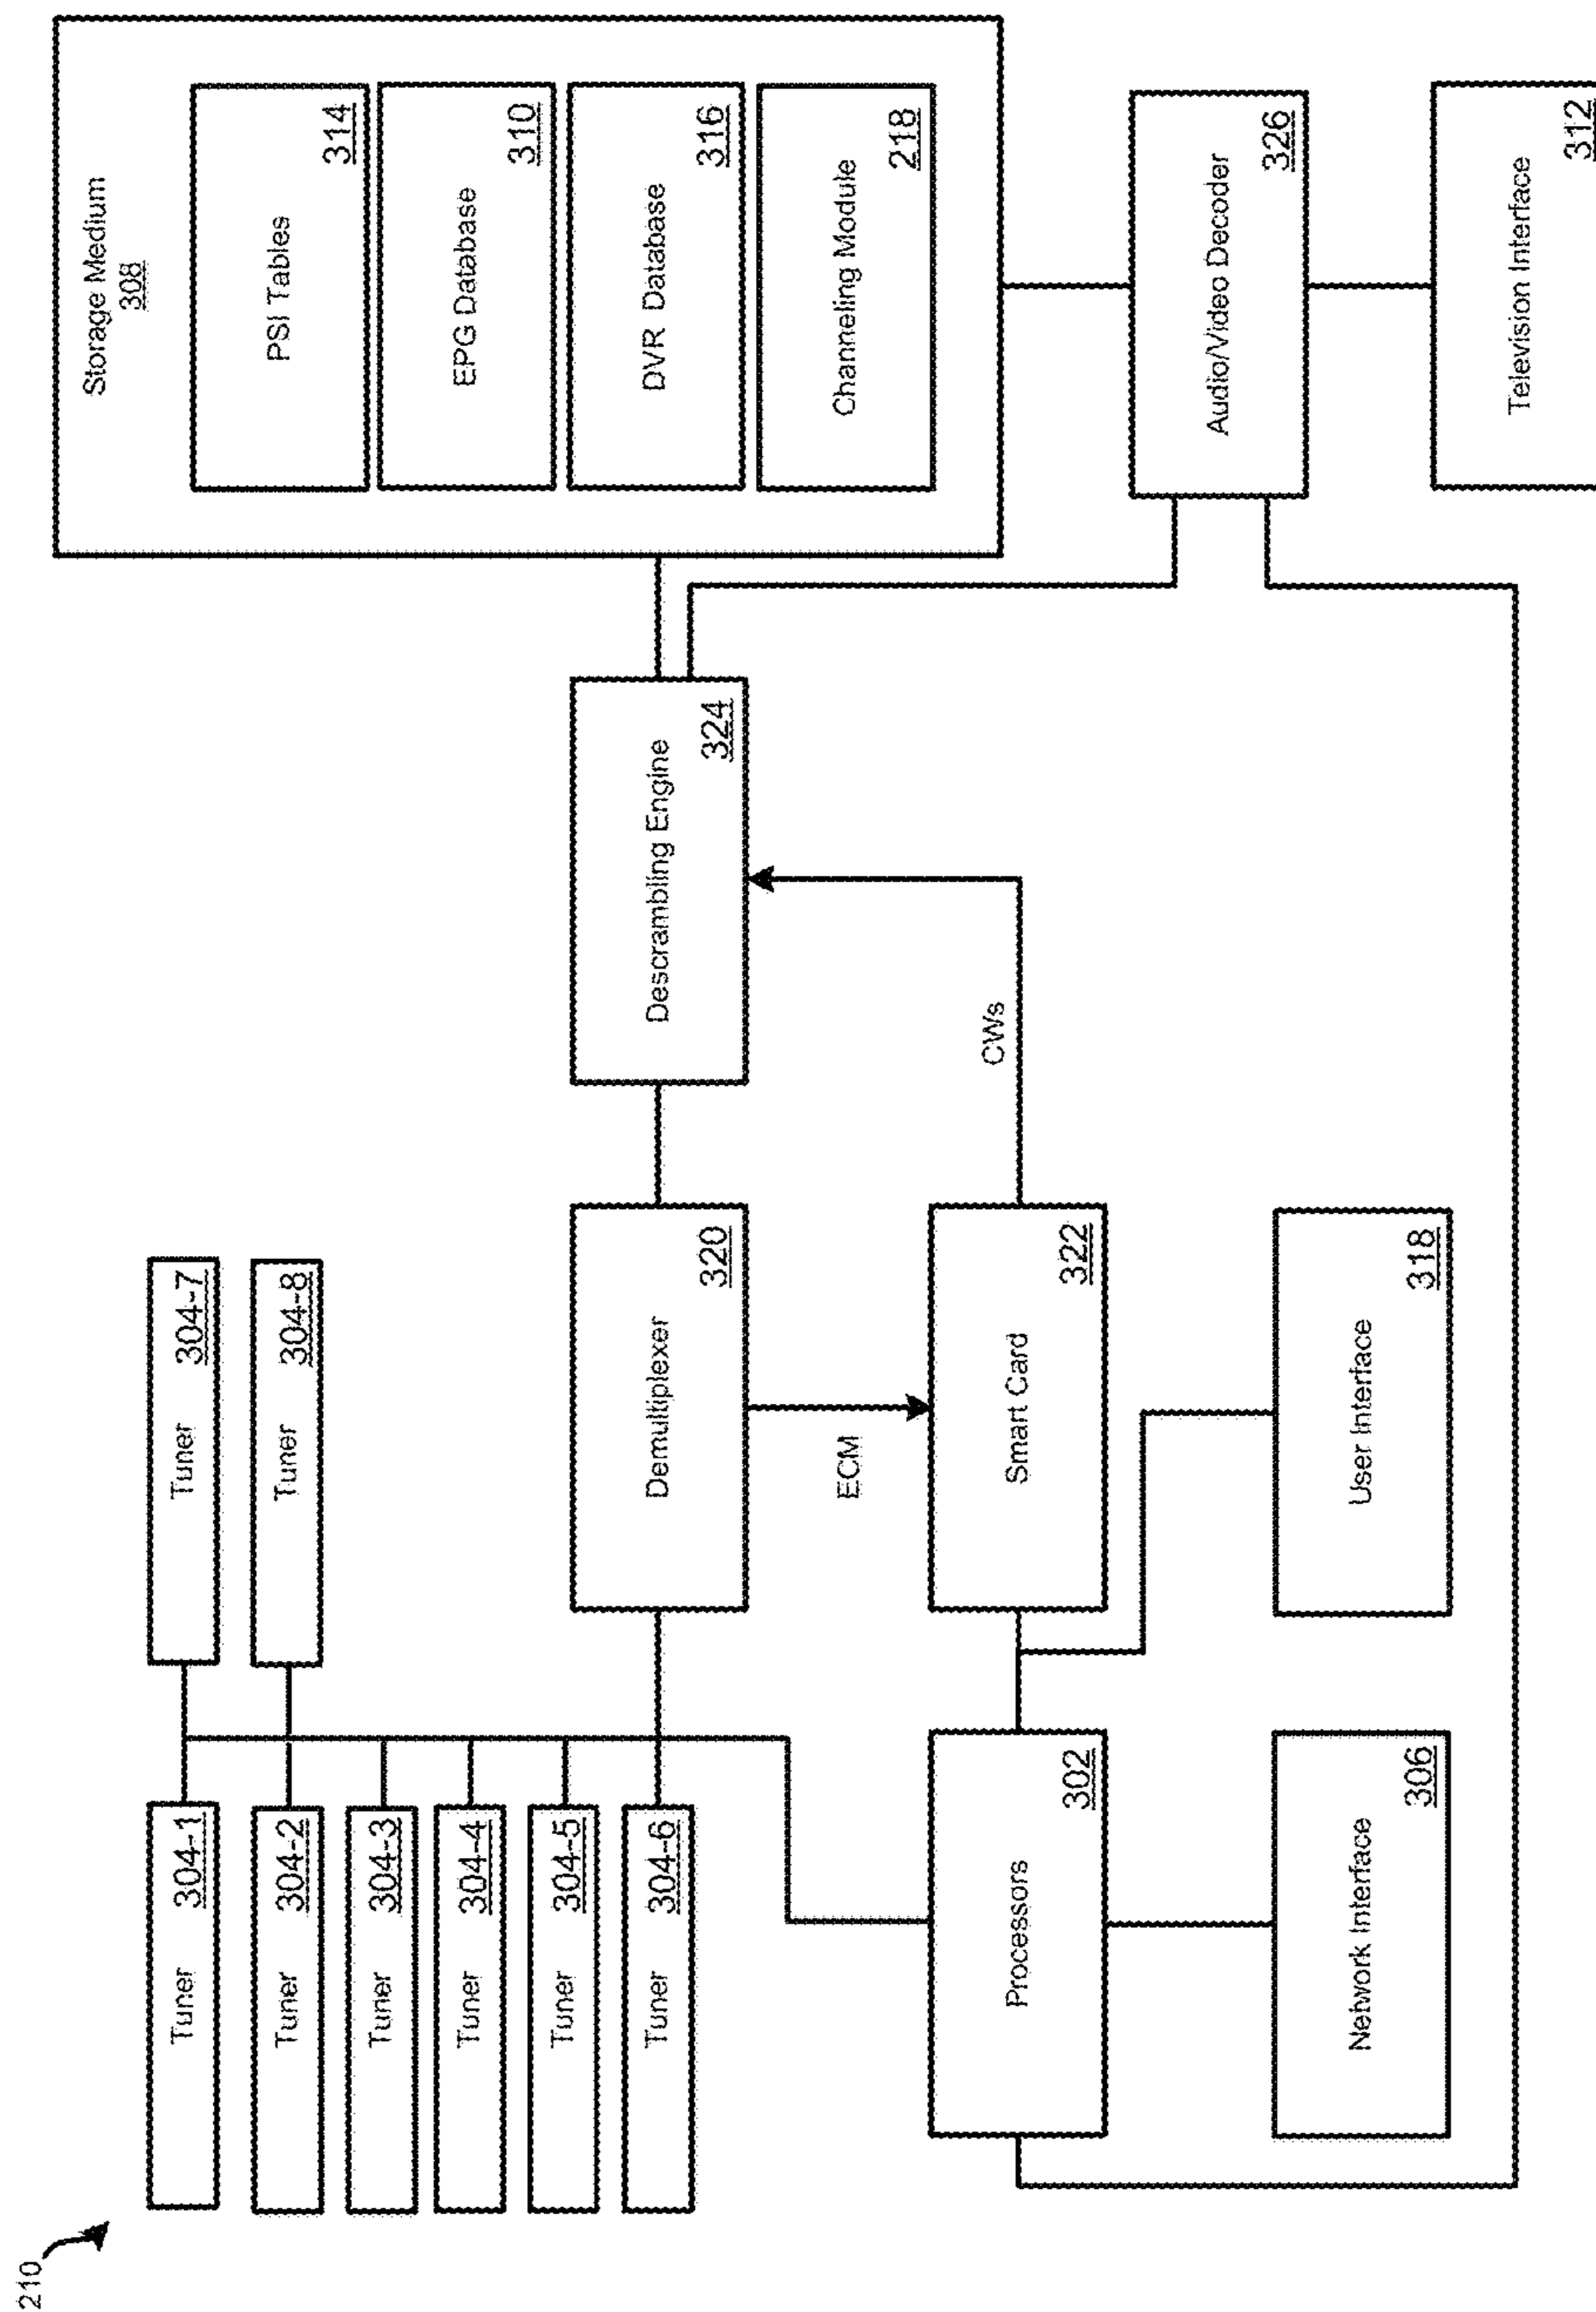 210
Tuner 304-1
Tuner 304-2
Tuner 304-3
Tuner 304-4
Tuner 304-5
Tuner 304-6
Tuner 304-7
Tuner 304-8
Processors
302
Network Interface
306
Demultiplexer
320
ECM
Smart Card
322
User Interface
318
CWs
Descrambling Engine
324
Storage Medium
308
PSI Tables
314
EPG Database
310
DVR Database
316
Channeling Module
218
Audio/Video Decoder
326
Television Interface
312